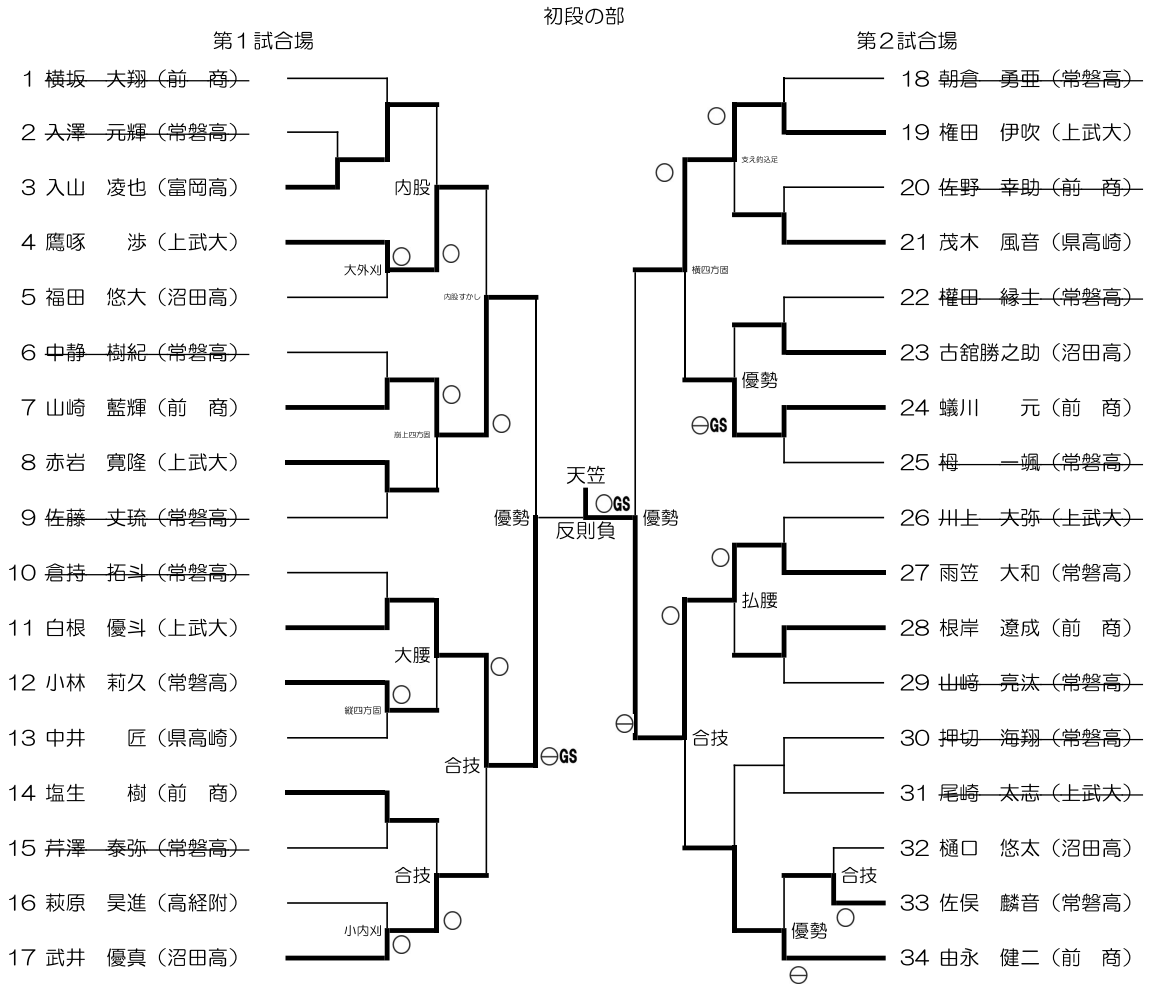 初段の部
第１試合場
1 横坂　大翔（前　商）
2 入澤　元輝（常磐高）
3 入山　凌也（富岡高）
4 鷹啄　　渉（上武大）
5 福田　悠大（沼田高）
6 中静　樹紀（常磐高）
7 山崎　藍輝（前　商）
8 赤岩　寛隆（上武大）
9 佐藤　丈琉（常磐高）
10 倉持　拓斗（常磐高）
11 白根　優斗（上武大）
12 小林　莉久（常磐高）
13 中井　　匠（県高崎）
14 塩生　　樹（前　商）
15 芹澤　泰弥（常磐高）
16 萩原　昊進（高経附）
17 武井　優真（沼田高）
内股
大外刈
内股すかし
崩上四方固
大腰
縦四方固
合技
合技
小内刈
優勢
GS
天笠
GS
反則負
優勢
第２試合場
18 朝倉　勇亜（常磐高）
19 権田　伊吹（上武大）
20 佐野　幸助（前　商）
21 茂木　風音（県高崎）
22 權田　縁士（常磐高）
23 古舘勝之助（沼田高）
24 蟻川　　元（前　商）
25 栂　　一颯（常磐高）
26 川上　大弥（上武大）
27 雨笠　大和（常磐高）
28 根岸　遼成（前　商）
29 山﨑　亮汰（常磐高）
30 押切　海翔（常磐高）
31 尾崎　太志（上武大）
32 樋口　悠太（沼田高）
33 佐俣　麟音（常磐高）
34 由永　健二（前　商）
支え釣込足
横四方固
優勢
GS
払腰
合技
合技
優勢